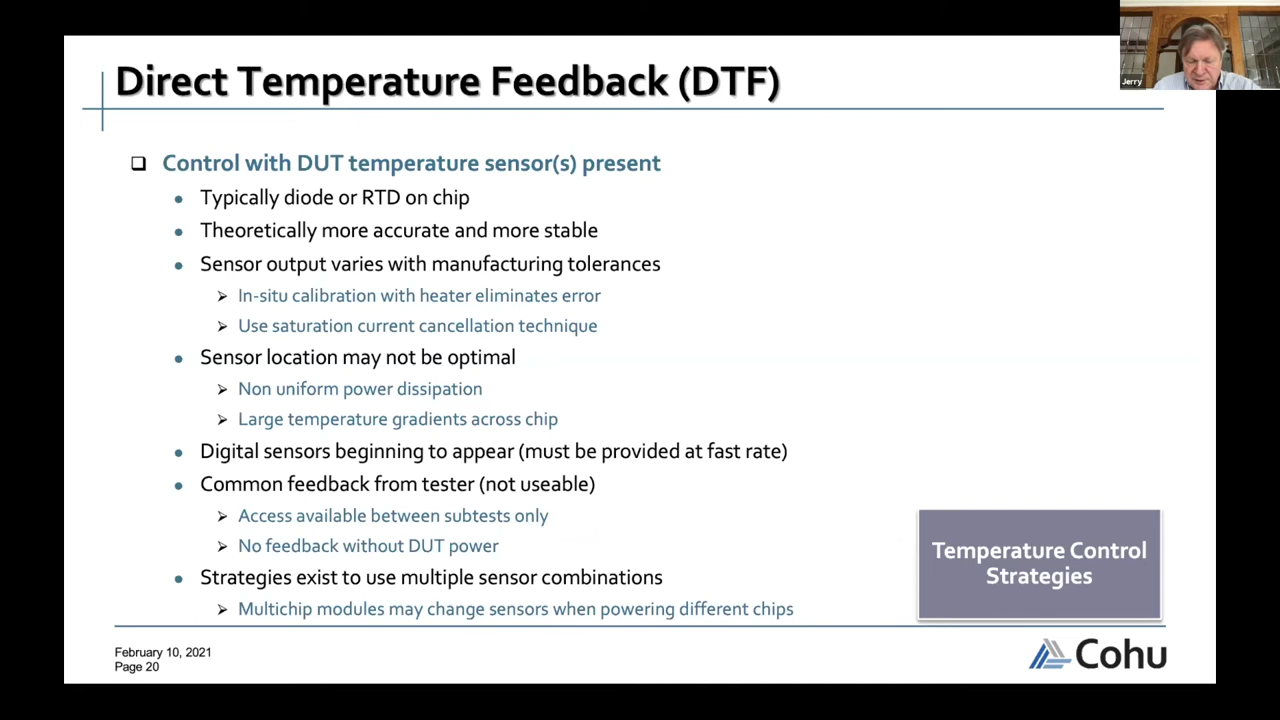 Direct Temperature Feedback (DTF)
Jerry
Control with DUT temperature sensor(s) present
Typically diode or RTD on chip
Theoretically more accurate and more stable
Sensor output varies with manufacturing tolerances
In-situ calibration with heater eliminates error
Use saturation current cancellation technique
Sensor location may not be optimal
Non uniform power dissipation
Large temperature gradients across chip
Digital sensors beginning to appear (must be provided at fast rate)
Common feedback from tester (not useable)
Access available between subtests only
No feedback without DUT power
Strategies exist to use multiple sensor combinations
Multichip modules may change sensors when powering different chips
Temperature Control
Strategies
February 10, 2021
Page 20
Cohu